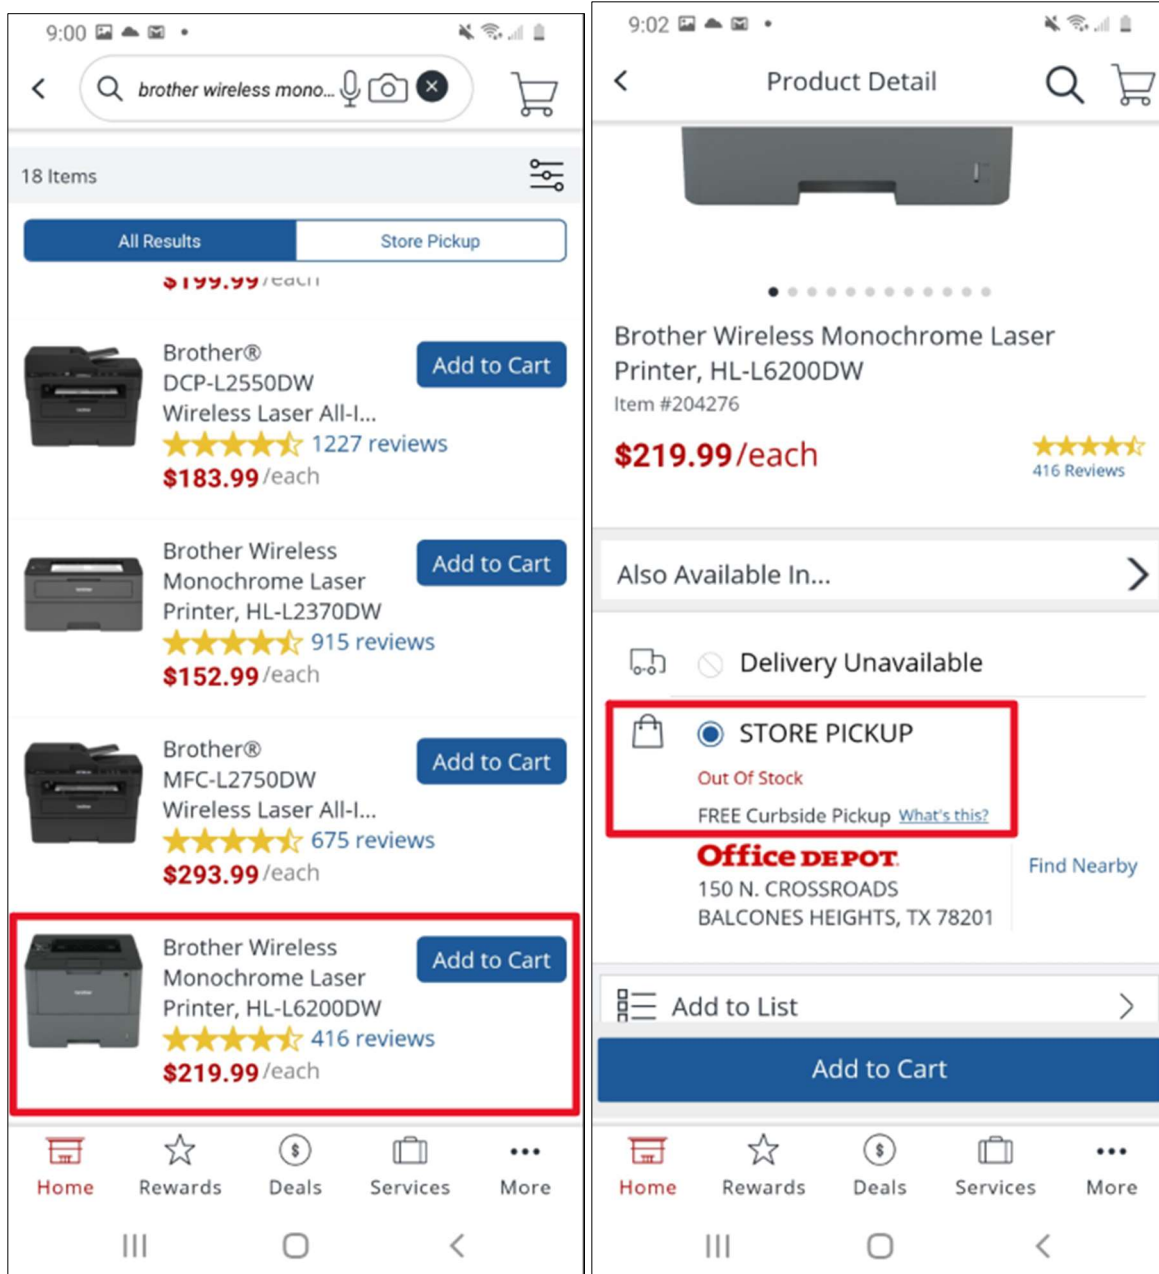 9:00
brother wireless mono...
18 Items
All Results
Store Pickup
$199.99/each
Brother®
DCP-L2550DW
Wireless Laser All-I...
1227 reviews
$183.99/each
Add to Cart
Brother Wireless
Monochrome Laser
Printer, HL-L2370DW
915 reviews
$152.99/each
Add to Cart
Brother®
MFC-L2750DW
Wireless Laser All-I...
675 reviews
$293.99/each
Add to Cart
Brother Wireless
Monochrome Laser
Printer, HL-L6200DW
416 reviews
$219.99/each
Add to Cart
Home
Rewards
Deals
Services
More
9:02
Product Detail
Brother Wireless Monochrome Laser
Printer, HL-L6200DW
Item #204276
$219.99/each
416 Reviews
Also Available In...
Delivery Unavailable
STORE PICKUP
Out Of Stock
FREE Curbside Pickup What's this?
Office DEPOT.
150 N. CROSSROADS
BALCONES HEIGHTS, TX 78201
Find Nearby
Add to List
Add to Cart
Home
Rewards
Deals
Services
More